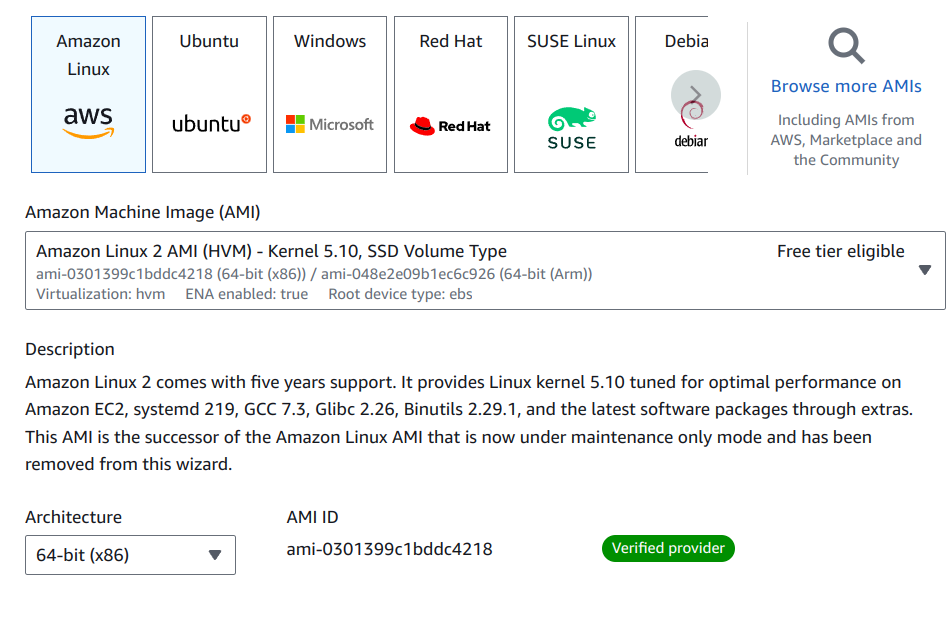 Amazon Linux
aws
Ubuntu
ubuntu
Windows
Microsoft
Red Hat
Red Hat
SUSE Linux
SUSE
Debia
debian
Browse more AMIs
Including AMIs from
AWS, Marketplace and
the Community
Amazon Machine Image (AMI)
Amazon Linux 2 AMI (HVM) - Kernel 5.10, SSD Volume Type
Free tier eligible
ami-0301399c1bddc4218 (64-bit (x86)) / ami-048e2e09b1ec6c926 (64-bit (Arm))
Virtualization: hvm ENA enabled: true Root device type: ebs
Description
Amazon Linux 2 comes with five years support. It provides Linux kernel 5.10 tuned for optimal performance on
Amazon EC2, systemd 219, GCC 7.3, Glibc 2.26, Binutils 2.29.1, and the latest software packages through extras.
This AMI is the successor of the Amazon Linux AMI that is now under maintenance only mode and has been
removed from this wizard.
Architecture
64-bit (x86)
AMI ID
ami-0301399c1bddc4218
Verified provider